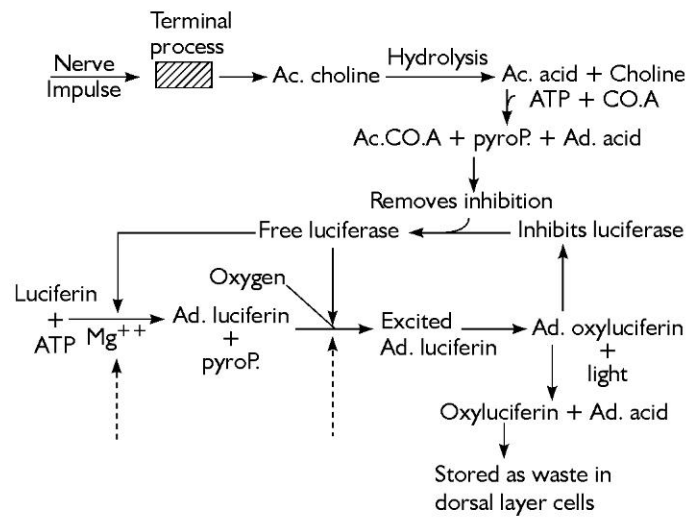 Terminal
process
Nerve
Impulse
Ac. choline
Hydrolysis
Ac. acid + Choline
ATP + CO.A
Ac.CO.A + pyroP. + Ad. acid
Removes inhibition
Free luciferase
Inhibits luciferase
Oxygen
Luciferin
+
ATP
Mg++
Ad. luciferin
+
pyroP.
Excited
Ad. luciferin
Ad. oxyluciferin
+
light
Oxyluciferin + Ad. acid
Stored as waste in
dorsal layer cells